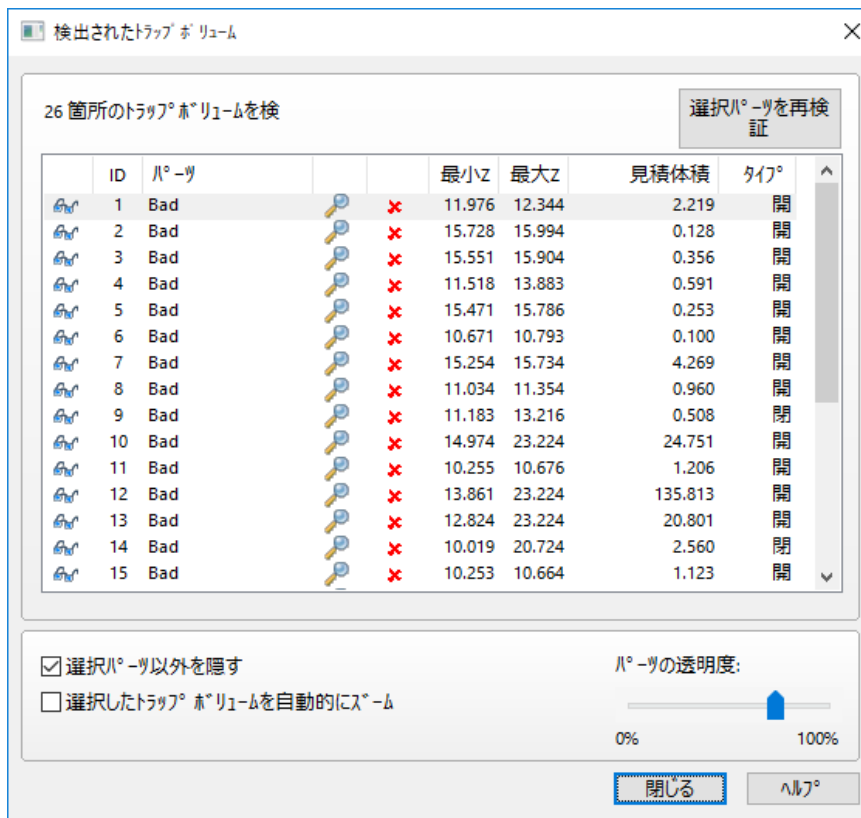 検出されたﾄﾗｯﾌﾟ ﾎﾞﾘｭｰﾑ
26 箇所のﾄﾗｯﾌﾟﾎﾞﾘｭｰﾑを検
選択ﾊﾟｰﾂを再検
証
ID ﾊﾟｰﾂ 最小Z 最大Z 見積体積 ﾀｲﾌﾟ
1 Bad 11.976 12.344 2.219 開
2 Bad 15.728 15.994 0.128 開
3 Bad 15.551 15.904 0.356 開
4 Bad 11.518 13.883 0.591 開
5 Bad 15.471 15.786 0.253 開
6 Bad 10.671 10.793 0.100 開
7 Bad 15.254 15.734 4.269 開
8 Bad 11.034 11.354 0.960 開
9 Bad 11.183 13.216 0.508 閉
10 Bad 14.974 23.224 24.751 開
11 Bad 10.255 10.676 1.206 開
12 Bad 13.861 23.224 135.813 開
13 Bad 12.824 23.224 20.801 開
14 Bad 10.019 20.724 2.560 閉
15 Bad 10.253 10.664 1.123 開
選択ﾊﾟｰﾂ以外を隠す
選択したﾄﾗｯﾌﾟ ﾎﾞﾘｭｰﾑを自動的にｽﾞｰﾑ
ﾊﾟｰﾂの透明度:
0% 100%
閉じる ﾍﾙﾌﾟ